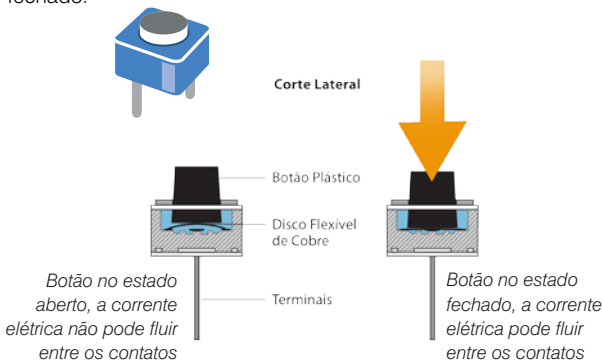 fechado.
Corte Lateral
Botão Plástico
Disco Flexível
de Cobre
Terminais
Botão no estado
aberto, a corrente
elétrica não pode fluir
entre os contatos
Botão no estado
fechado, a corrente
elétrica pode fluir
entre os contatos